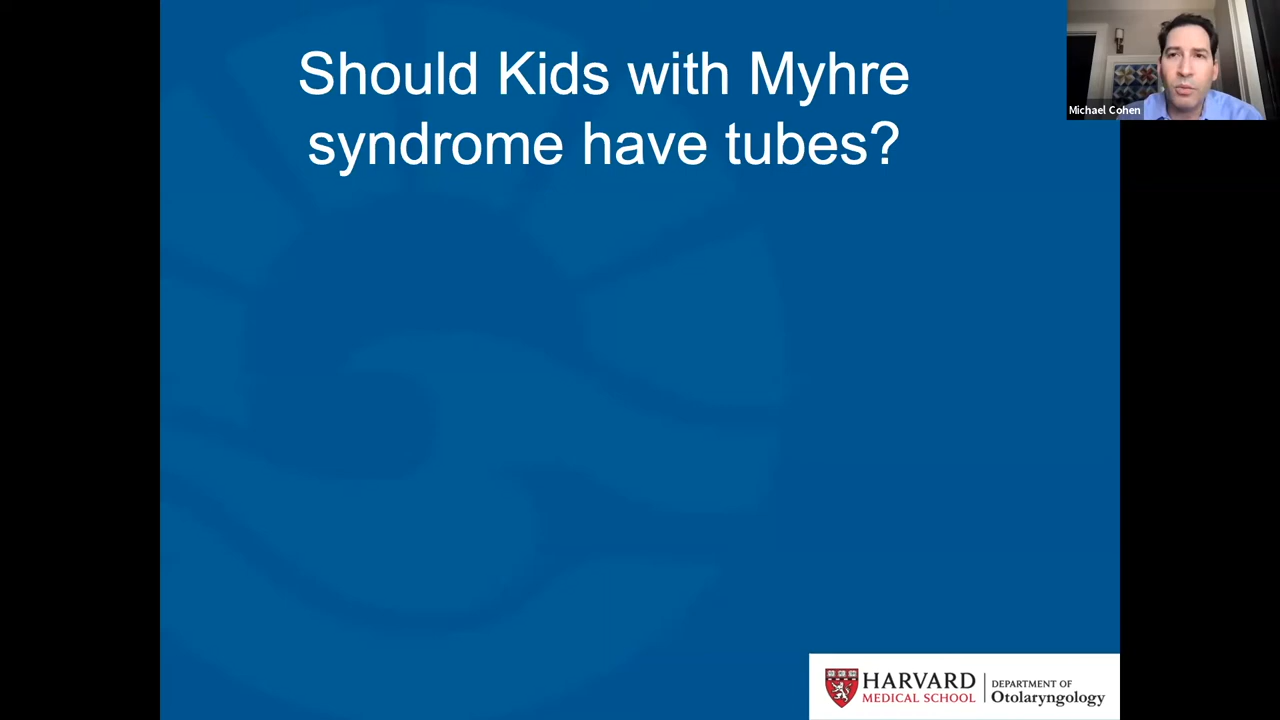 Should Kids with Myhre
syndrome have tubes?
Michael Cohen
HARVARD
MEDICAL SCHOOL
DEPARTMENT OF
Otolaryngology